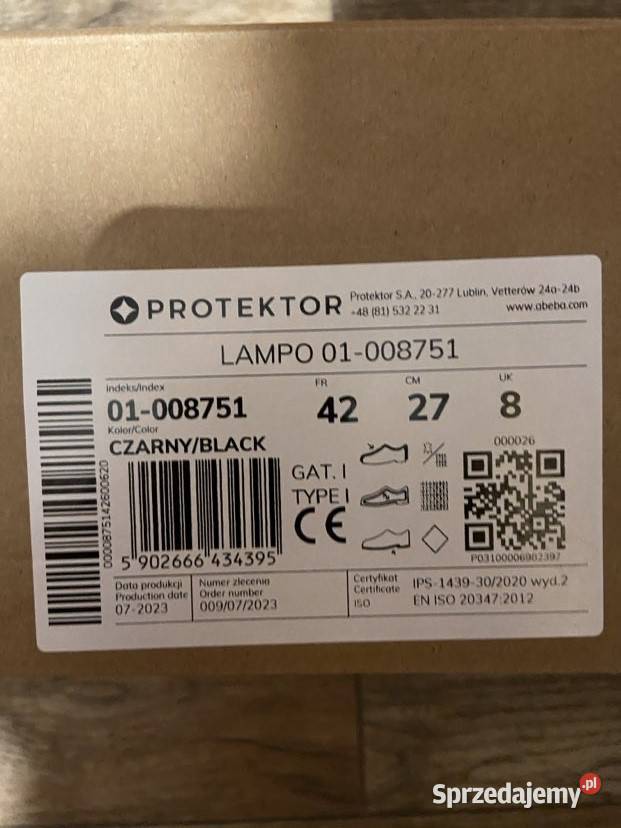 PROTEKTOR
Protektor S.A., 20-277 Lublin, Vetterów 24a-24b
+48 (81) 532 22 31 www.abeba.com
LAMPO 01-008751
Indeks/Index
01-008751
FR
42
CM
27
UK
8
Kolor/Color
CZARNY/BLACK
0000875142600620
5 902666 434395
GAT. I
TYPE I
CE
000026
P03100006982397
Data produkcji
Production date
07-2023
Numer zlecenia
Order number
009/07/2023
Certyfikat
Certificate
ISO
IPS-1439-30/2020 wyd.2
EN ISO 20347:2012
Sprzedajemy.pl